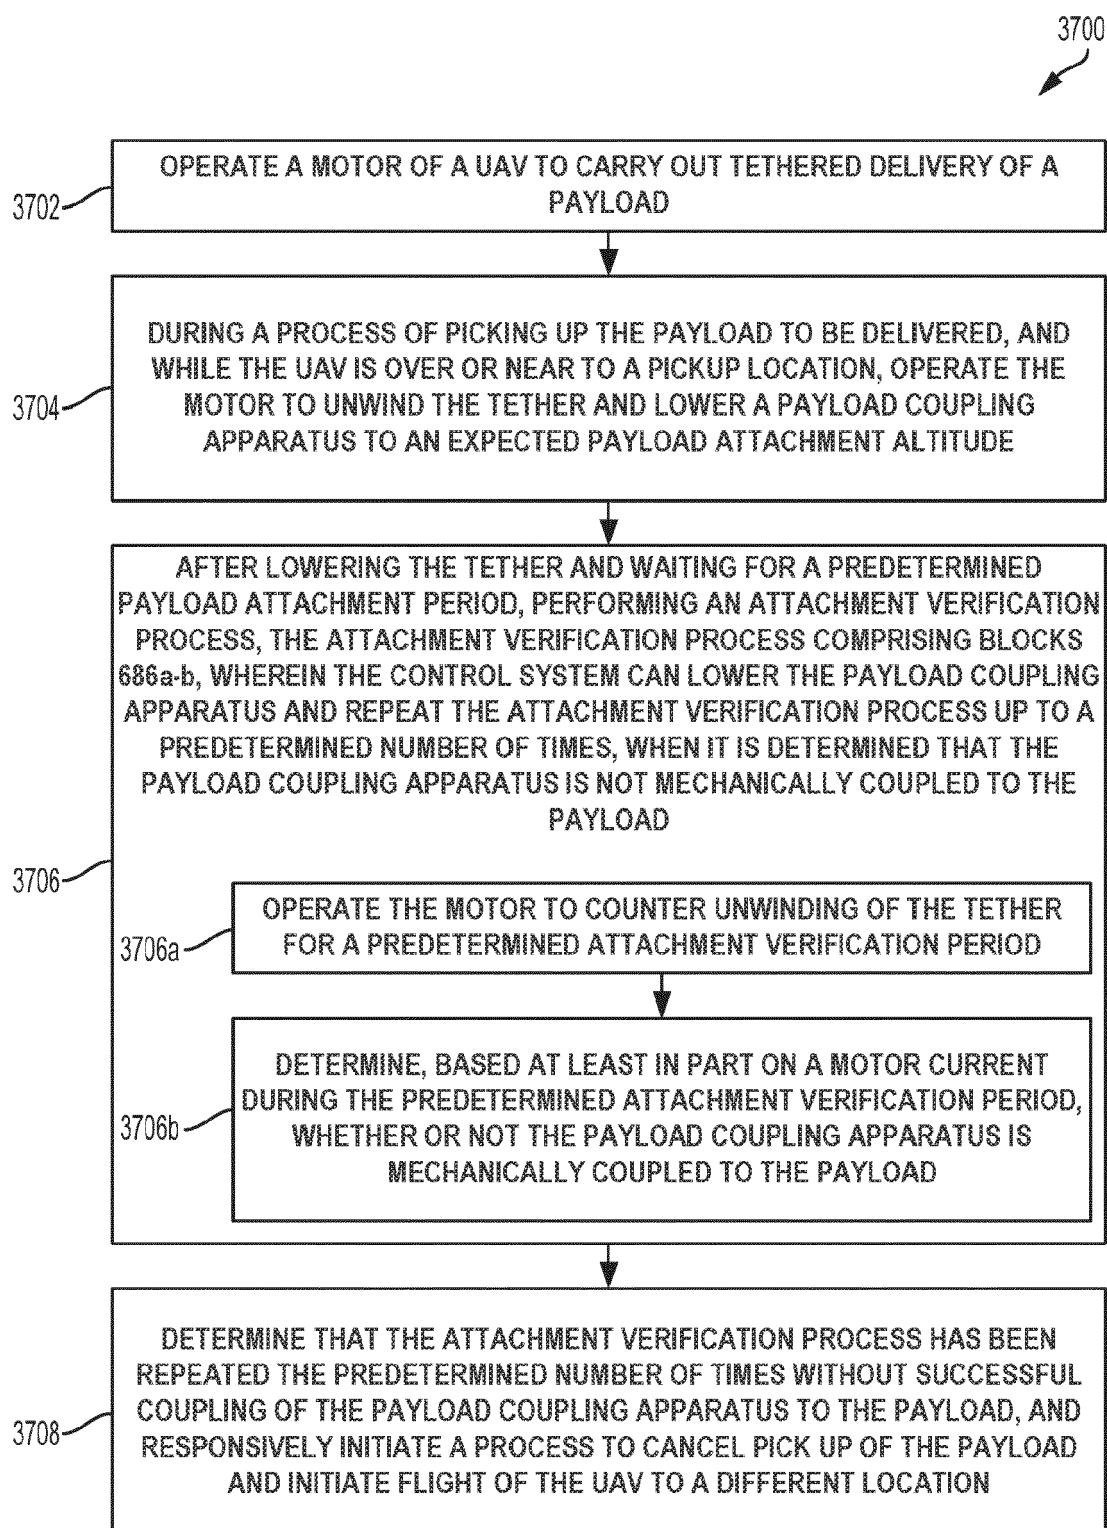 3700
OPERATE A MOTOR OF A UAV TO CARRY OUT TETHERED DELIVERY OF A
PAYLOAD
3702
DURING A PROCESS OF PICKING UP THE PAYLOAD TO BE DELIVERED, AND
WHILE THE UAV IS OVER OR NEAR TO A PICKUP LOCATION, OPERATE THE
MOTOR TO UNWIND THE TETHER AND LOWER A PAYLOAD COUPLING
APPARATUS TO AN EXPECTED PAYLOAD ATTACHMENT ALTITUDE
3704
AFTER LOWERING THE TETHER AND WAITING FOR A PREDETERMINED
PAYLOAD ATTACHMENT PERIOD, PERFORMING AN ATTACHMENT VERIFICATION
PROCESS, THE ATTACHMENT VERIFICATION PROCESS COMPRISING BLOCKS
686a-b, WHEREIN THE CONTROL SYSTEM CAN LOWER THE PAYLOAD COUPLING
APPARATUS AND REPEAT THE ATTACHMENT VERIFICATION PROCESS UP TO A
PREDETERMINED NUMBER OF TIMES, WHEN IT IS DETERMINED THAT THE
PAYLOAD COUPLING APPARATUS IS NOT MECHANICALLY COUPLED TO THE
PAYLOAD
3706
OPERATE THE MOTOR TO COUNTER UNWINDING OF THE TETHER
FOR A PREDETERMINED ATTACHMENT VERIFICATION PERIOD
3706a
DETERMINE, BASED AT LEAST IN PART ON A MOTOR CURRENT
DURING THE PREDETERMINED ATTACHMENT VERIFICATION PERIOD,
WHETHER OR NOT THE PAYLOAD COUPLING APPARATUS IS
MECHANICALLY COUPLED TO THE PAYLOAD
3706b
DETERMINE THAT THE ATTACHMENT VERIFICATION PROCESS HAS BEEN
REPEATED THE PREDETERMINED NUMBER OF TIMES WITHOUT SUCCESSFUL
COUPLING OF THE PAYLOAD COUPLING APPARATUS TO THE PAYLOAD, AND
RESPONSIVELY INITIATE A PROCESS TO CANCEL PICK UP OF THE PAYLOAD
AND INITIATE FLIGHT OF THE UAV TO A DIFFERENT LOCATION
3708